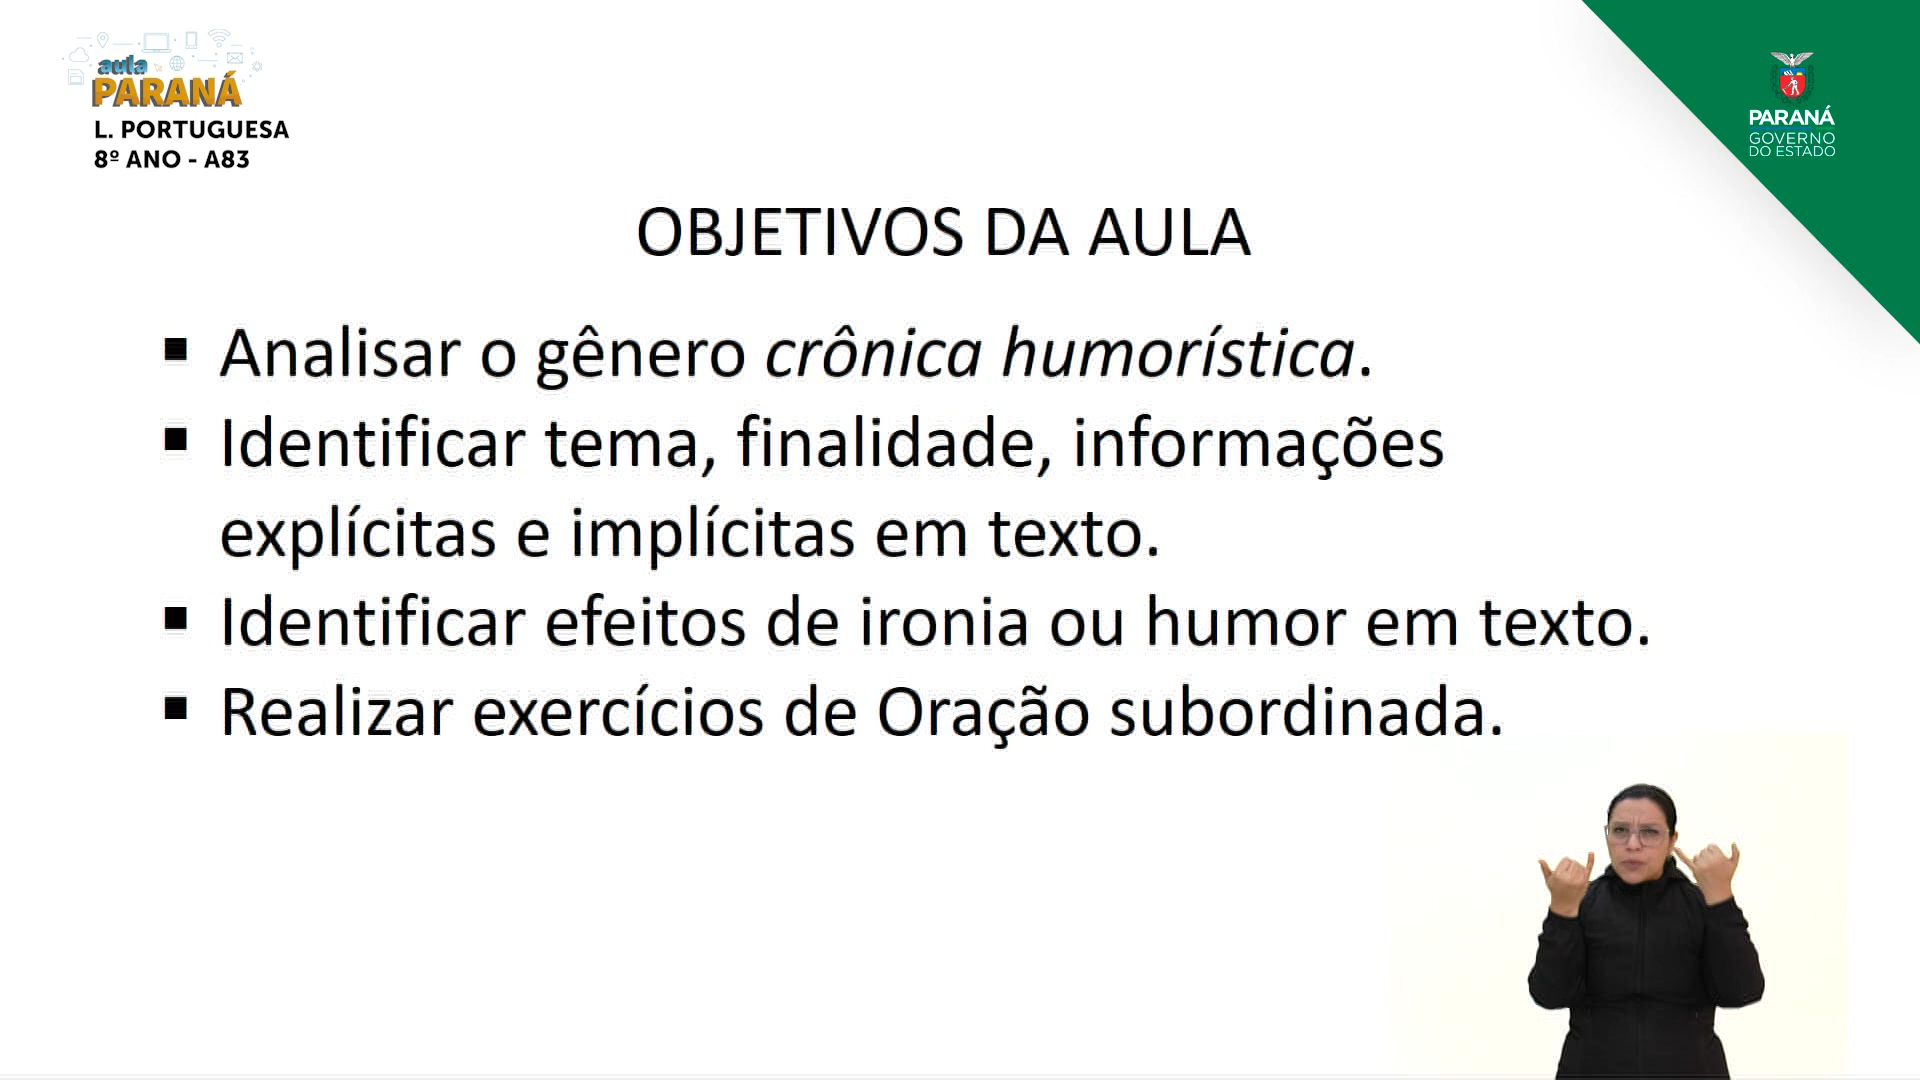 aula
PARANÁ
L. PORTUGUESA
8º ANO - A83
PARANÁ
GOVERNO
DO ESTADO
OBJETIVOS DA AULA
▪ Analisar o gênero crônica humorística.
▪ Identificar tema, finalidade, informações
explícitas e implícitas em texto.
▪ Identificar efeitos de ironia ou humor em texto.
▪ Realizar exercícios de Oração subordinada.